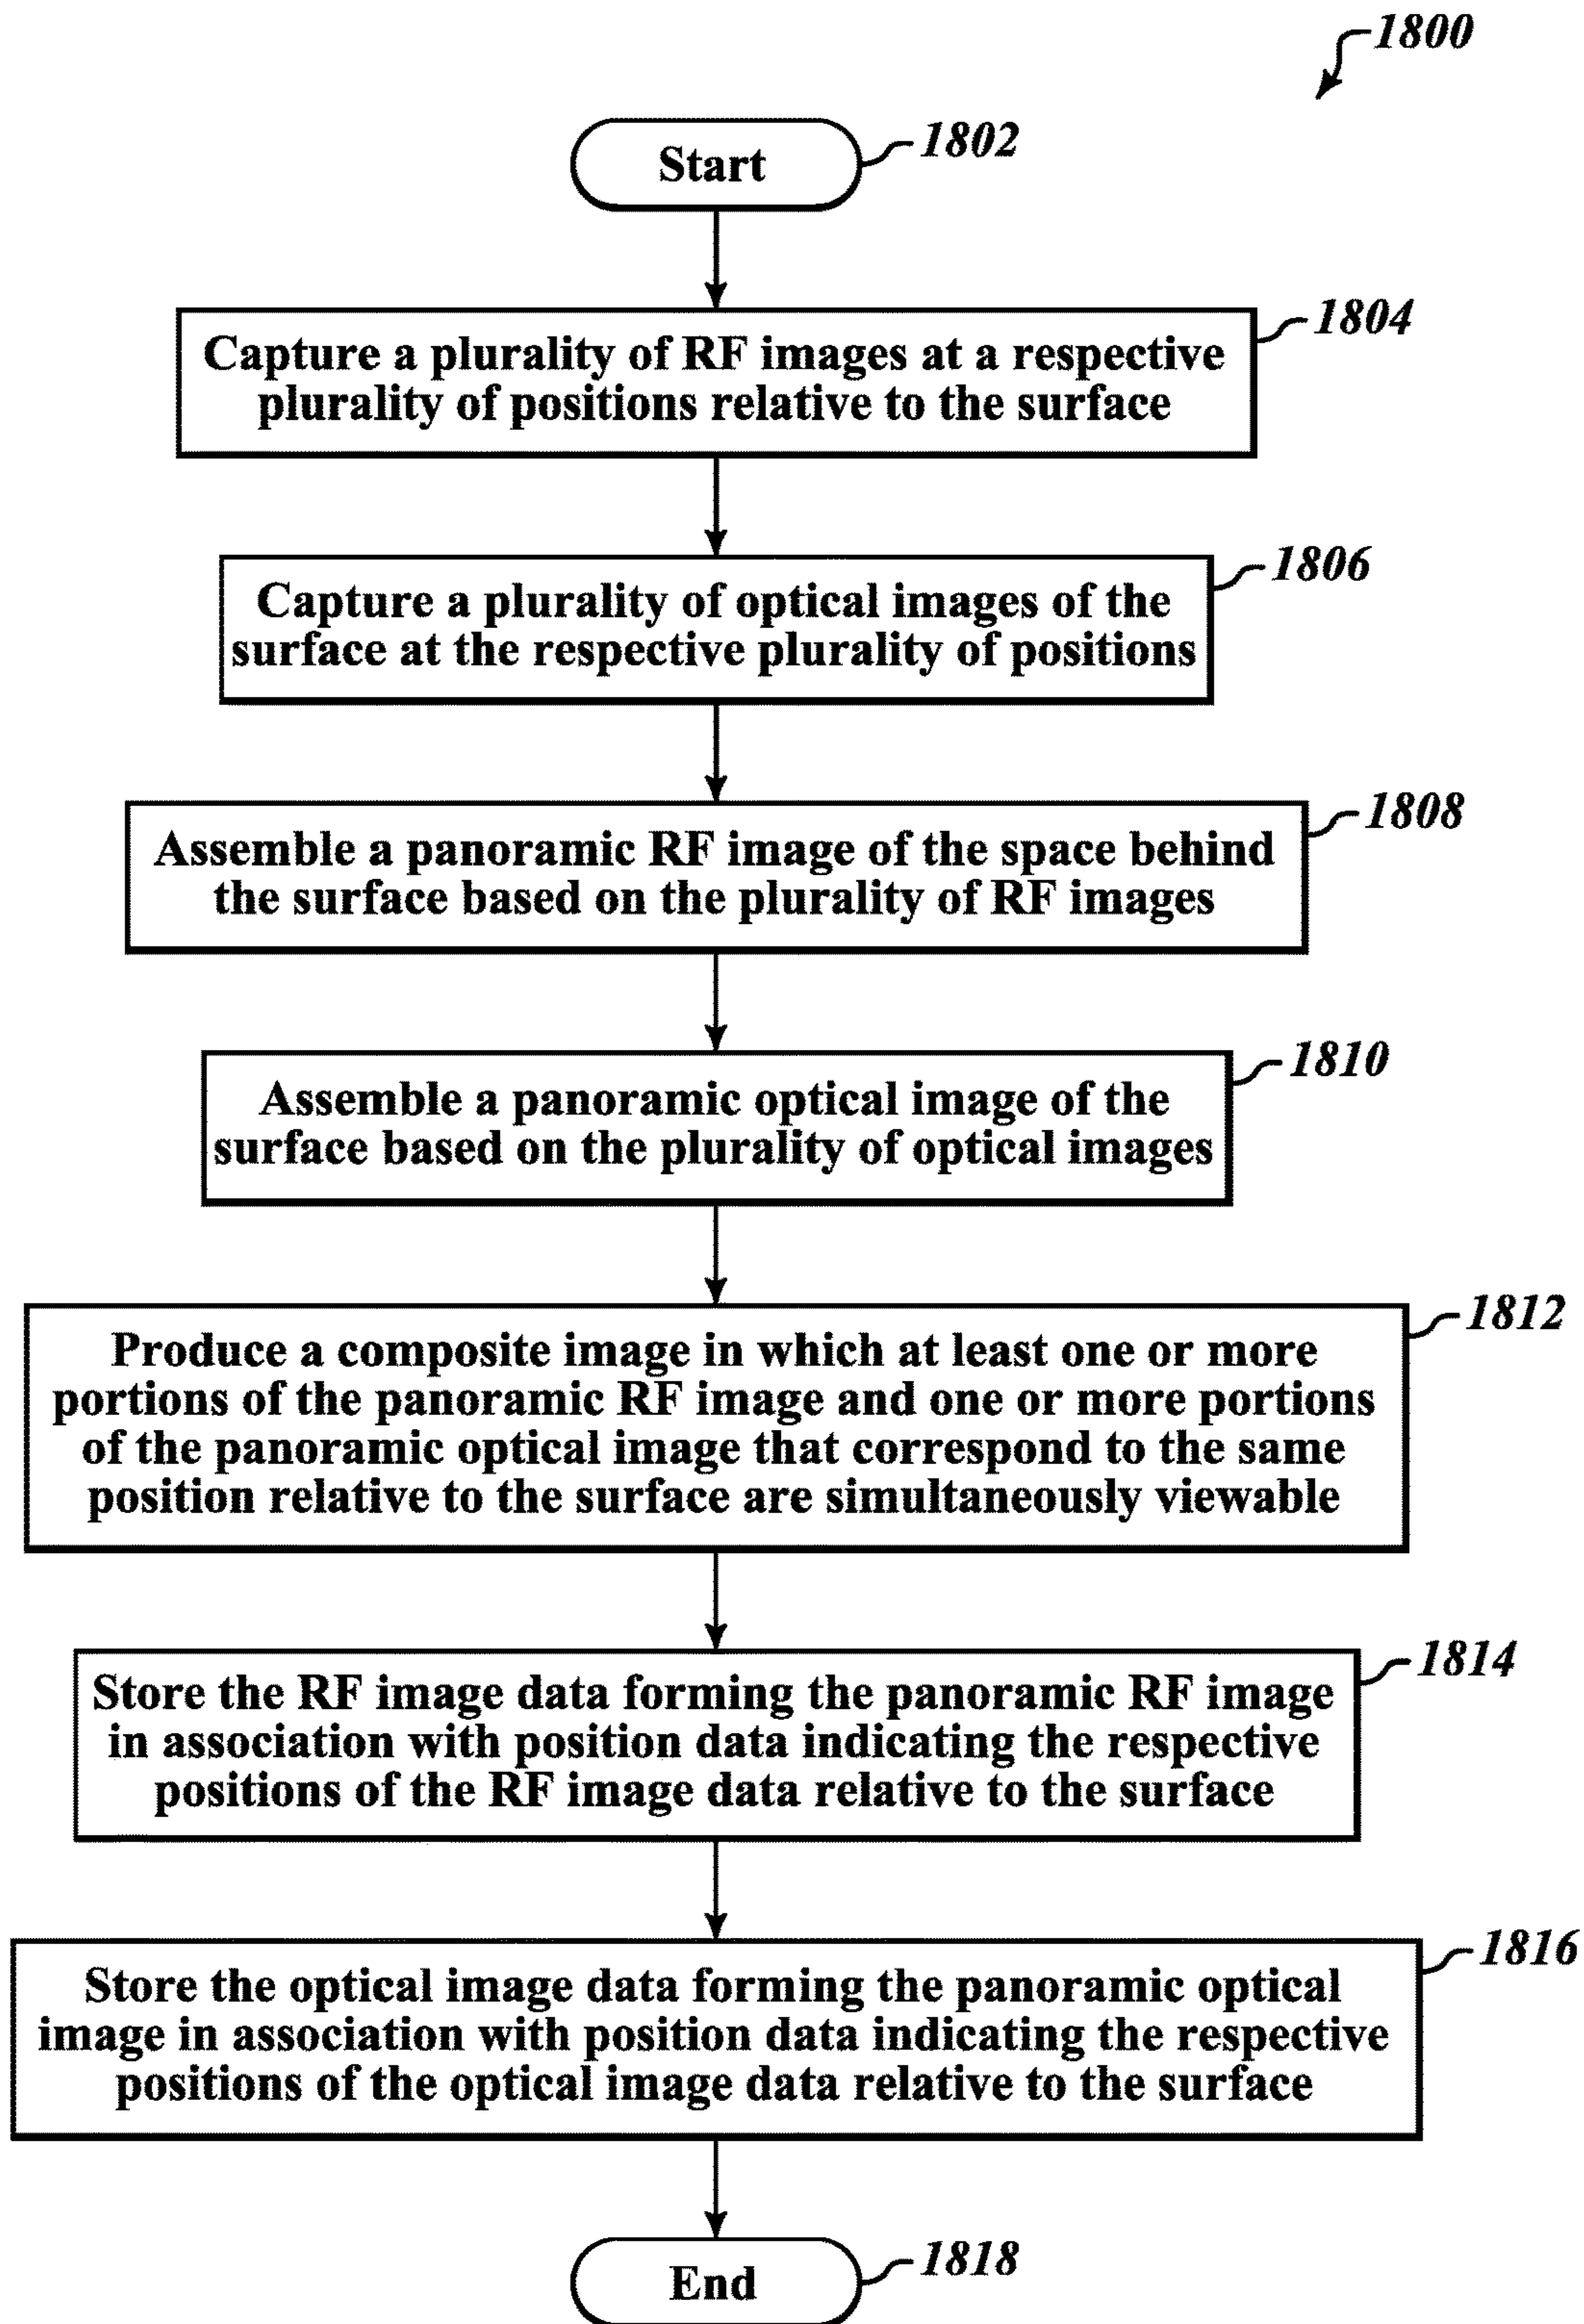 1800
Start
1802
Capture a plurality of RF images at a respective
plurality of positions relative to the surface
1804
Capture a plurality of optical images of the
surface at the respective plurality of positions
1806
Assemble a panoramic RF image of the space behind
the surface based on the plurality of RF images
1808
Assemble a panoramic optical image of the
surface based on the plurality of optical images
1810
Produce a composite image in which at least one or more
portions of the panoramic RF image and one or more portions
of the panoramic optical image that correspond to the same
position relative to the surface are simultaneously viewable
1812
Store the RF image data forming the panoramic RF image
in association with position data indicating the respective
positions of the RF image data relative to the surface
1814
Store the optical image data forming the panoramic optical
image in association with position data indicating the respective
positions of the optical image data relative to the surface
1816
End
1818